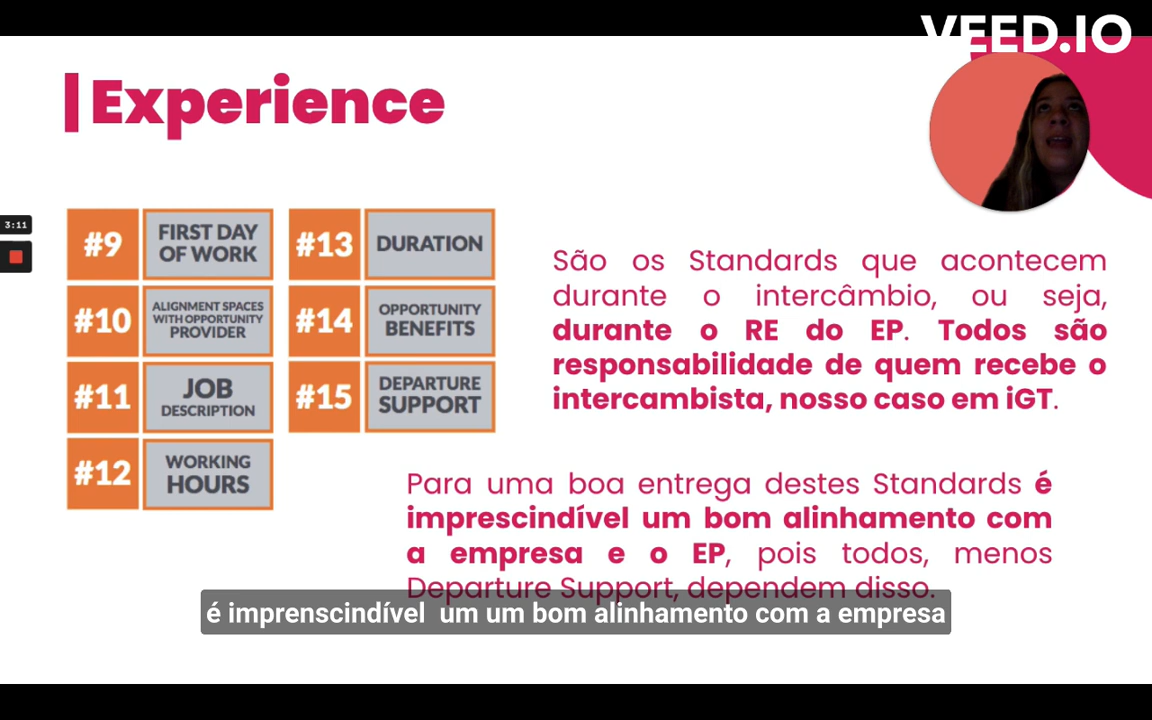 VEED.IO
Experience
3:11
#9
FIRST DAY
OF WORK
#10
ALIGNMENT SPACES
WITH OPPORTUNITY
PROVIDER
#11
JOB
DESCRIPTION
#12
WORKING
HOURS
#13
DURATION
#14
OPPORTUNITY
BENEFITS
#15
DEPARTURE
SUPPORT
São os Standards que acontecem
durante o intercâmbio, ou seja,
durante o RE do EP. Todos são
responsabilidade de quem recebe o
intercambista, nosso caso em iGT.
Para uma boa entrega destes Standards é
imprescindível um bom alinhamento com
a empresa e o EP, pois todos, menos
Departure Support, dependem disso.
é imprenscindível um um bom alinhamento com a empresa